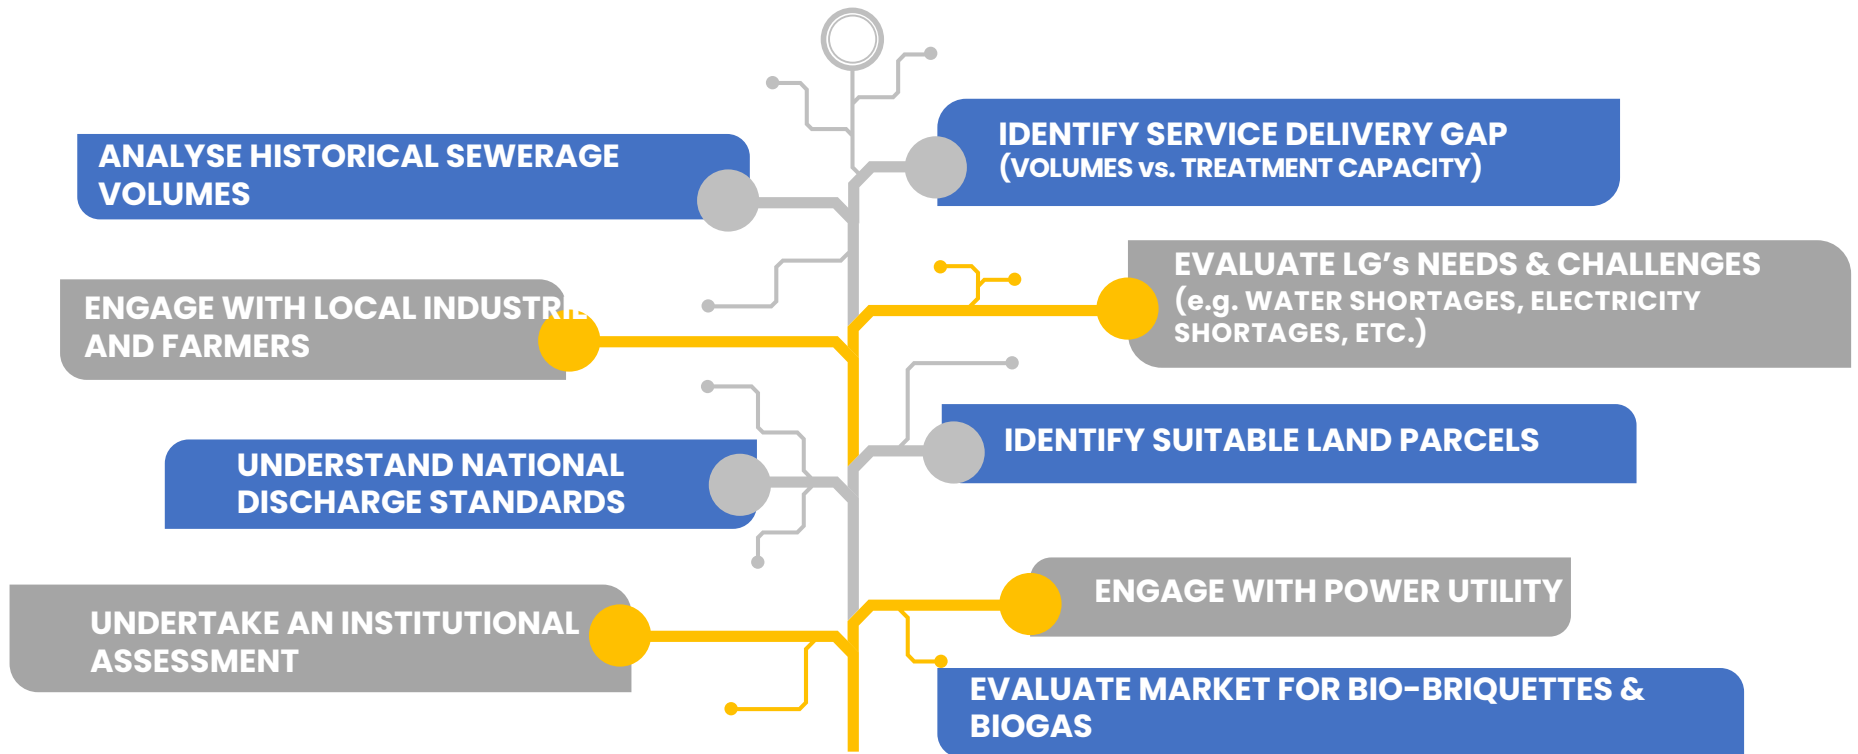 ANALYSE HISTORICAL SEWERAGE
VOLUMES
IDENTIFY SERVICE DELIVERY GAP
(VOLUMES vs. TREATMENT CAPACITY)
ENGAGE WITH LOCAL INDUSTRIE
AND FARMERS
EVALUATE LG’s NEEDS & CHALLENGES
(e.g. WATER SHORTAGES, ELECTRICITY
SHORTAGES, ETC.)
UNDERSTAND NATIONAL
DISCHARGE STANDARDS
IDENTIFY SUITABLE LAND PARCELS
UNDERTAKE AN INSTITUTIONAL
ASSESSMENT
ENGAGE WITH POWER UTILITY
EVALUATE MARKET FOR BIO-BRIQUETTES &
BIOGAS